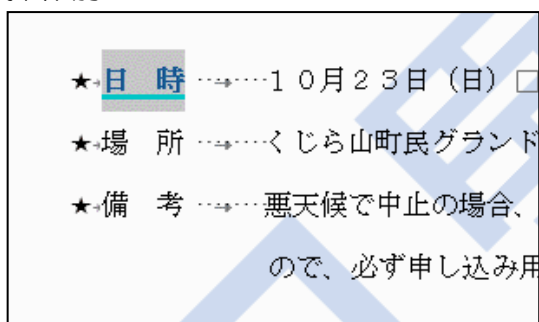 ★日　時……１０月２３日（日）
★場　所……くじら山町民グランド
★備　考……悪天候で中止の場合、
ので、必ず申し込み用